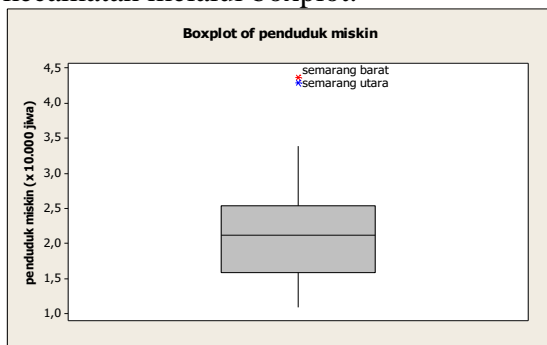 kecamatan melalui boxplot.
Boxplot of penduduk miskin
penduduk miskin (x 10.000 jiwa)
4,5
4,0
3,5
3,0
2,5
2,0
1,5
1,0
semarang barat
semarang utara